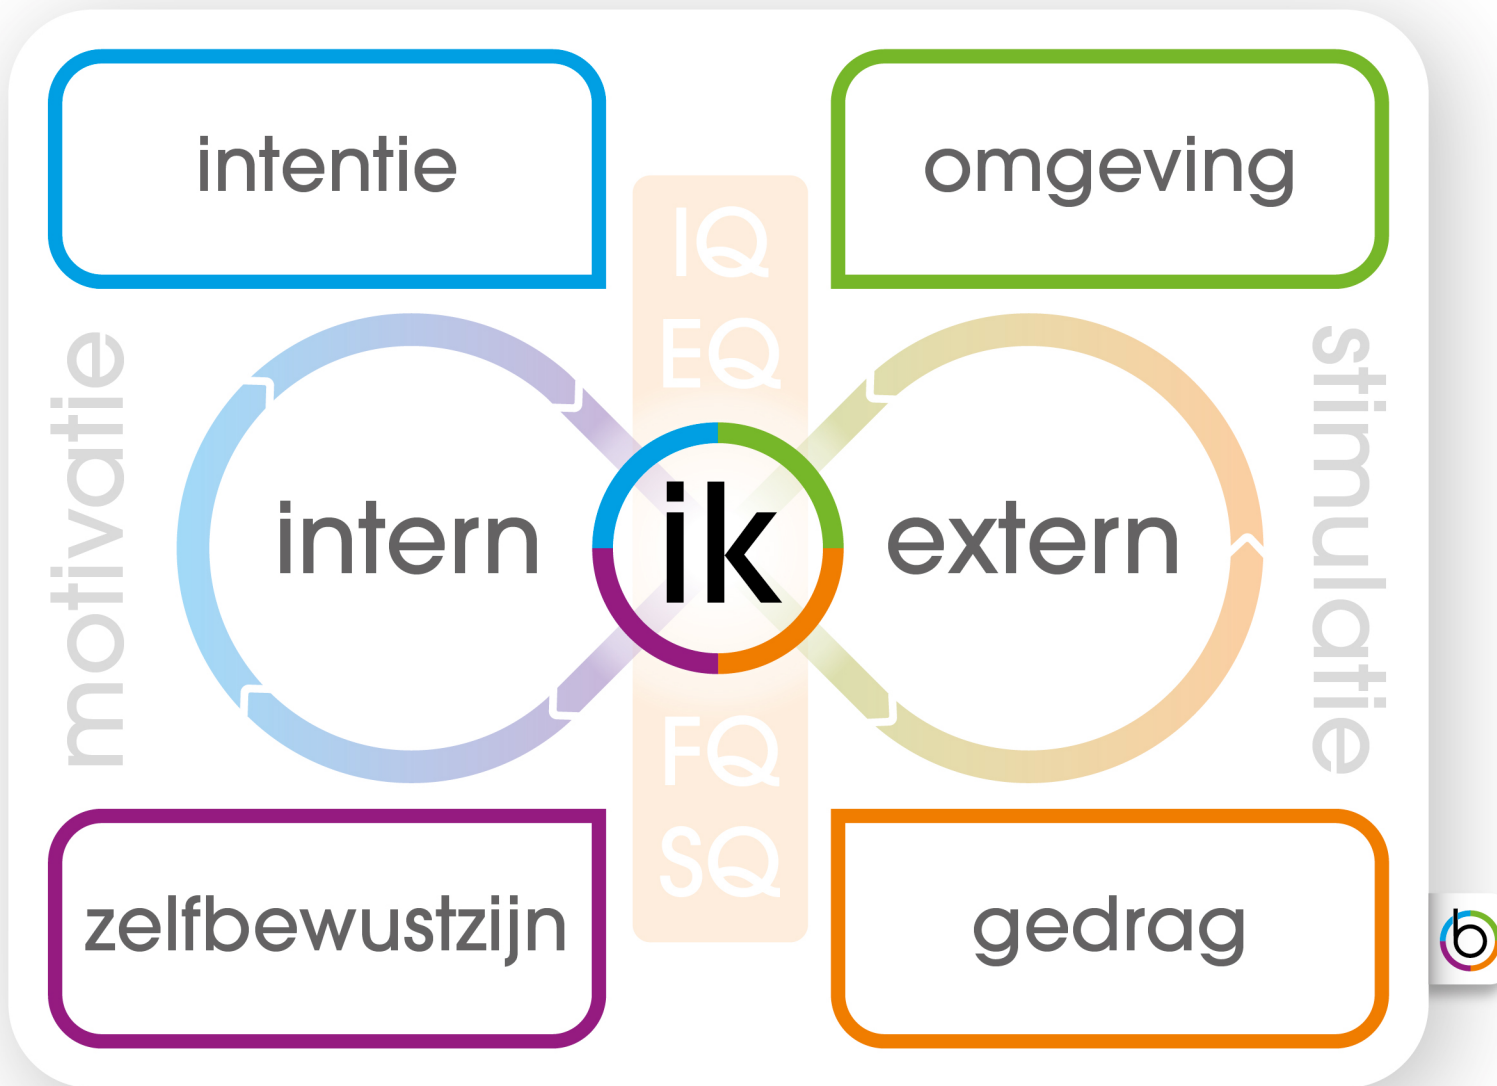 intentie
omgeving
IQ
EQ
motivatie
stimulatie
intern
ik
extern
FQ
SQ
zelfbewustzijn
gedrag
b